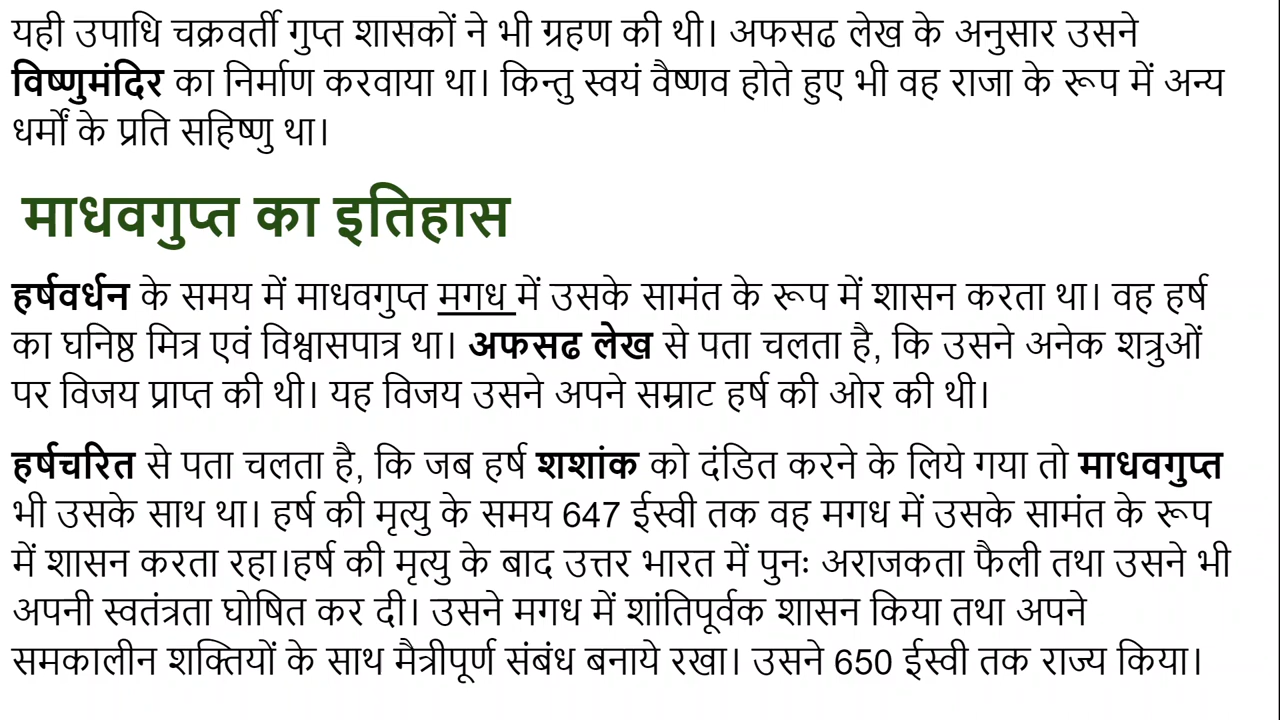 यही उपाधि चक्रवर्ती गुप्त शासकों ने भी ग्रहण की थी। अफसढ लेख के अनुसार उसने
विष्णुमंदिर का निर्माण करवाया था। किन्तु स्वयं वैष्णव होते हुए भी वह राजा के रूप में अन्य
धर्मों के प्रति सहिष्णु था।
माधवगुप्त का इतिहास
हर्षवर्धन के समय में माधवगुप्त मगध में उसके सामंत के रूप में शासन करता था। वह हर्ष
का घनिष्ठ मित्र एवं विश्वासपात्र था। अफसढ लेख से पता चलता है, कि उसने अनेक शत्रुओं
पर विजय प्राप्त की थी। यह विजय उसने अपने सम्राट हर्ष की ओर की थी।
हर्षचरित से पता चलता है, कि जब हर्ष शशांक को दंडित करने के लिये गया तो माधवगुप्त
भी उसके साथ था। हर्ष की मृत्यु के समय 647 ईस्वी तक वह मगध में उसके सामंत के रूप
में शासन करता रहा।हर्ष की मृत्यु के बाद उत्तर भारत में पुनः अराजकता फैली तथा उसने भी
अपनी स्वतंत्रता घोषित कर दी। उसने मगध में शांतिपूर्वक शासन किया तथा अपने
समकालीन शक्तियों के साथ मैत्रीपूर्ण संबंध बनाये रखा। उसने 650 ईस्वी तक राज्य किया।